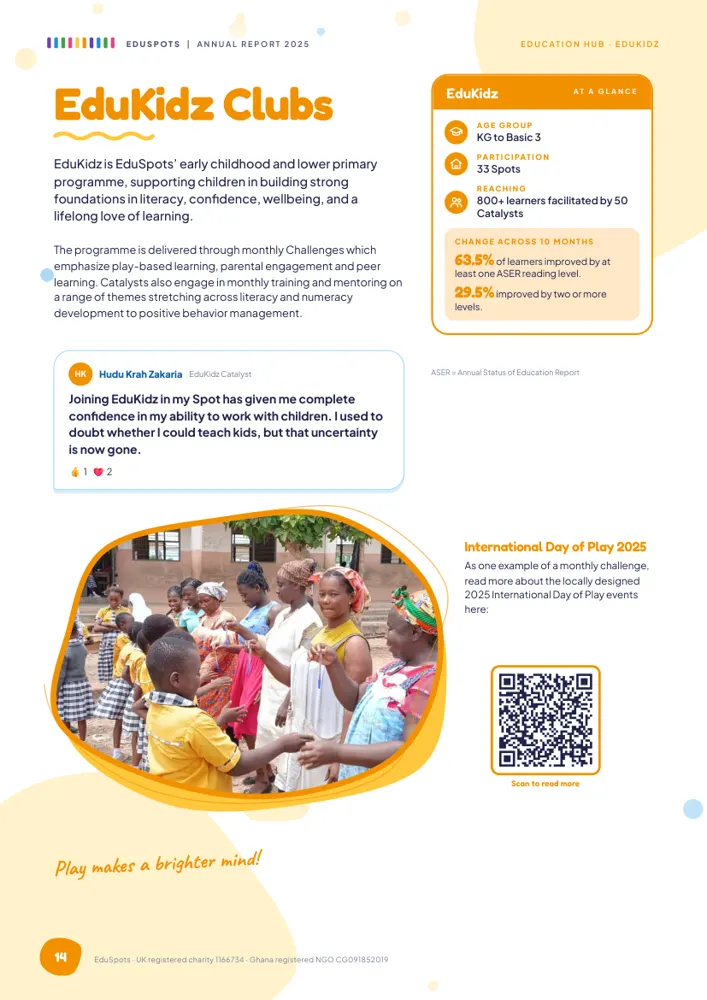 EDUSPOTS | ANNUAL REPORT 2025
EDUCATION HUB · EDUKIDZ
EduKidz Clubs
EduKidz is EduSpots' early childhood and lower primary
programme, supporting children in building strong
foundations in literacy, confidence, wellbeing, and a
lifelong love of learning.
The programme is delivered through monthly Challenges which
emphasize play-based learning, parental engagement and peer
learning. Catalysts also engage in monthly training and mentoring on
a range of themes stretching across literacy and numeracy
development to positive behavior management.
EduKidz AT A GLANCE
AGE GROUP
KG to Basic 3
PARTICIPATION
33 Spots
REACHING
800+ learners facilitated by 50
Catalysts
CHANGE ACROSS 10 MONTHS
63.5% of learners improved by at
least one ASER reading level.
29.5% improved by two or more
levels.
ASER = Annual Status of Education Report
HK Hudu Krah Zakaria EduKidz Catalyst
Joining EduKidz in my Spot has given me complete
confidence in my ability to work with children. I used to
doubt whether I could teach kids, but that uncertainty
is now gone.
👍 1 ❤️ 2
International Day of Play 2025
As one example of a monthly challenge,
read more about the locally designed
2025 International Day of Play events
here:
Scan to read more
Play makes a brighter mind!
14
EduSpots · UK registered charity 1166734 · Ghana registered NGO CG091852019